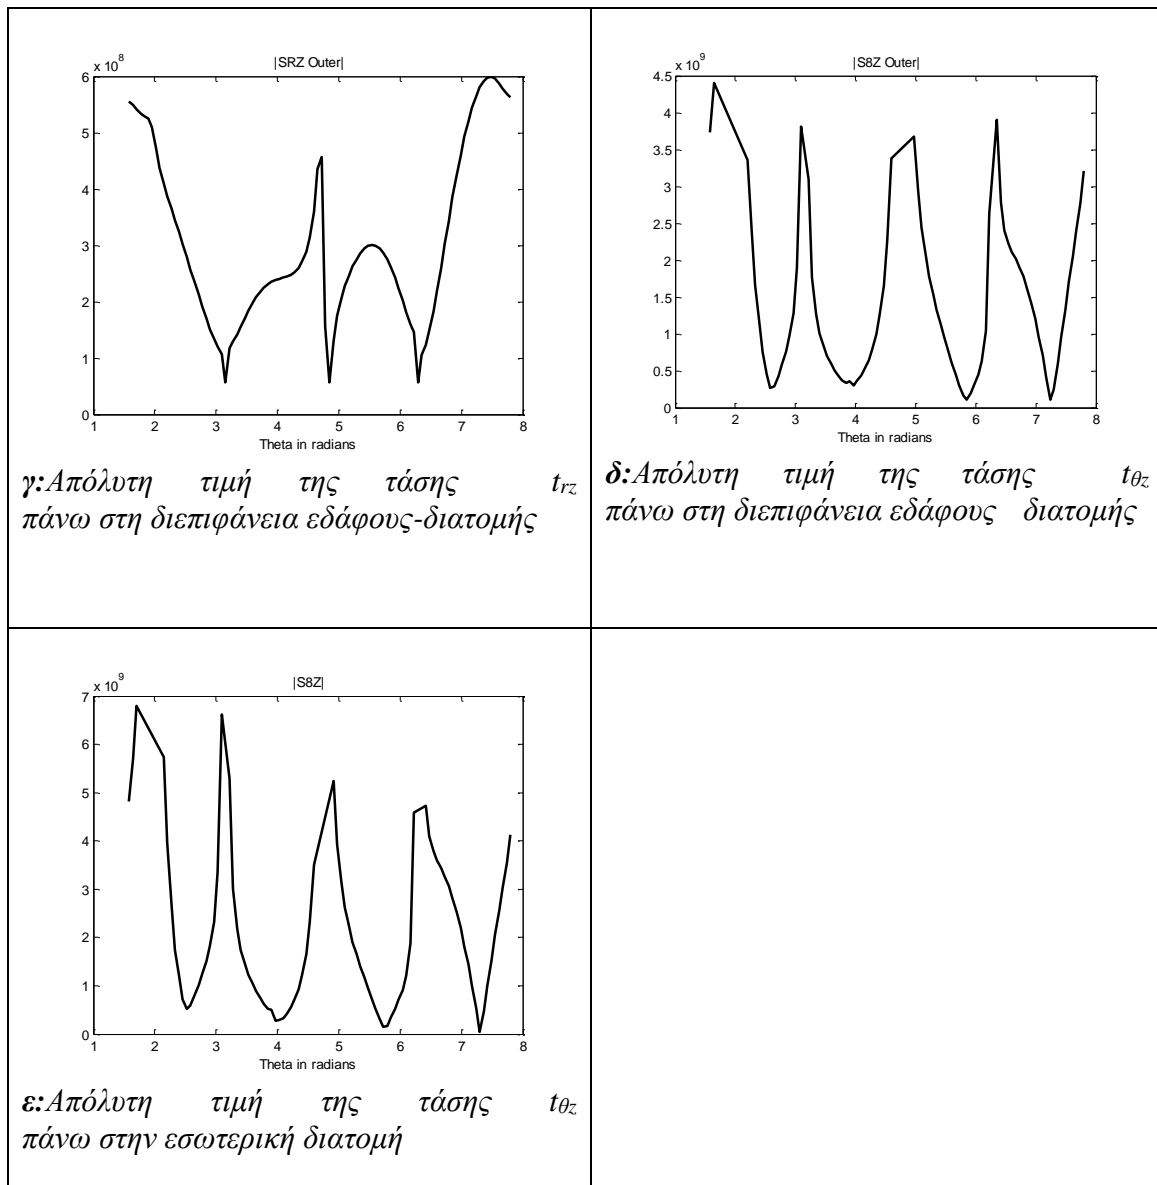 |SRZ Outer|
x 10^8
6
5
4
3
2
1
0
1 2 3 4 5 6 7 8
Theta in radians
γ:Απόλυτη τιμή της τάσης t_rz
πάνω στη διεπιφάνεια εδάφους-διατομής
|S8Z Outer|
x 10^9
4.5
4
3.5
3
2.5
2
1.5
1
0.5
0
1 2 3 4 5 6 7 8
Theta in radians
δ:Απόλυτη τιμή της τάσης t_θz
πάνω στη διεπιφάνεια εδάφους διατομής
|S8Z|
x 10^9
7
6
5
4
3
2
1
0
1 2 3 4 5 6 7 8
Theta in radians
ε:Απόλυτη τιμή της τάσης t_θz
πάνω στην εσωτερική διατομή